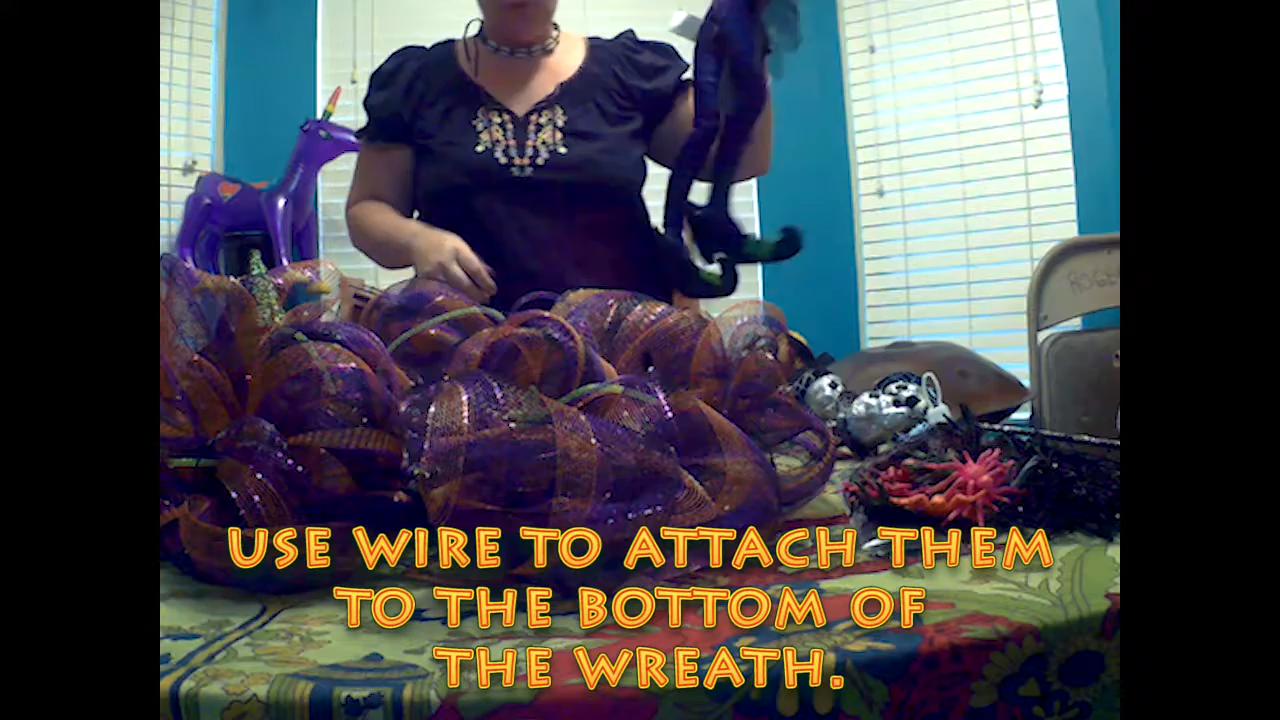 USE WIRE TO ATTACH THEM
TO THE BOTTOM OF
THE WREATH.